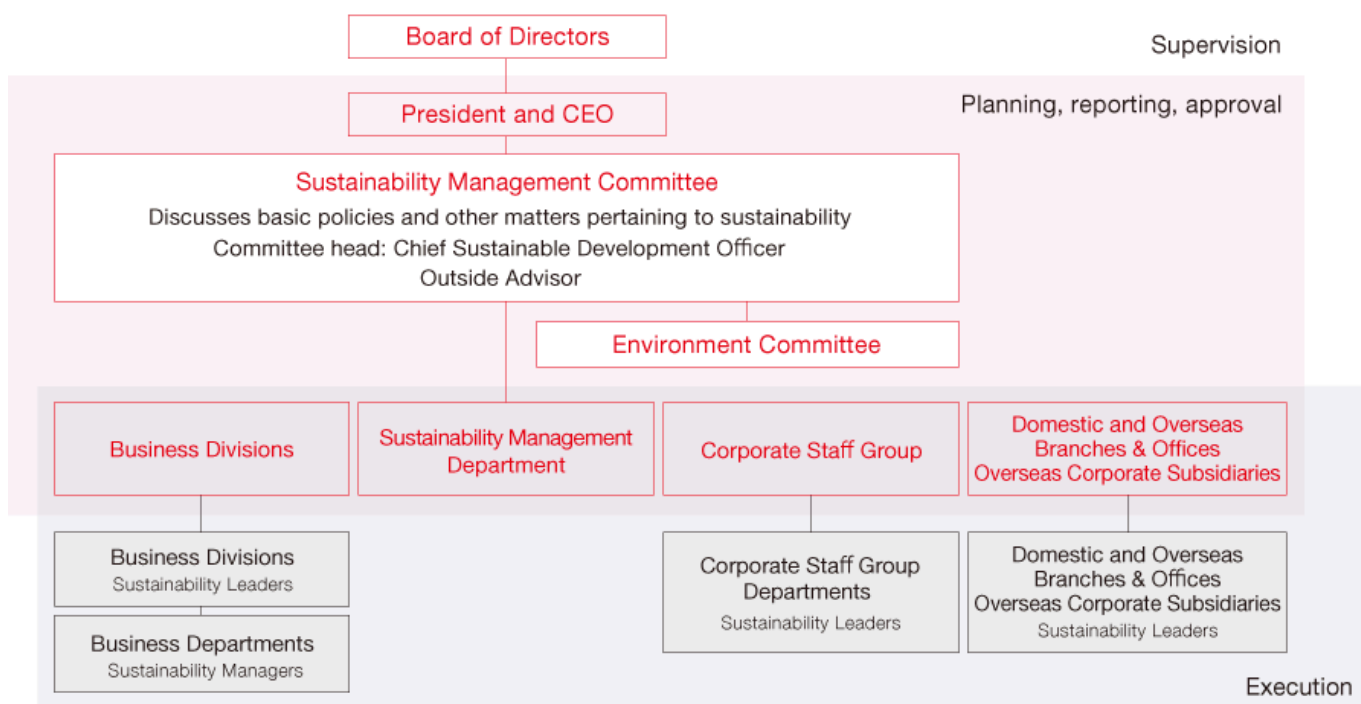 Board of Directors
Supervision
Planning, reporting, approval
President and CEO
Sustainability Management Committee
Discusses basic policies and other matters pertaining to sustainability
Committee head: Chief Sustainable Development Officer
Outside Advisor
Environment Committee
Business Divisions
Sustainability Management
Department
Corporate Staff Group
Domestic and Overseas
Branches & Offices
Overseas Corporate Subsidiaries
Business Divisions
Sustainability Leaders
Business Departments
Sustainability Managers
Corporate Staff Group
Departments
Sustainability Leaders
Domestic and Overseas
Branches & Offices
Overseas Corporate Subsidiaries
Sustainability Leaders
Execution